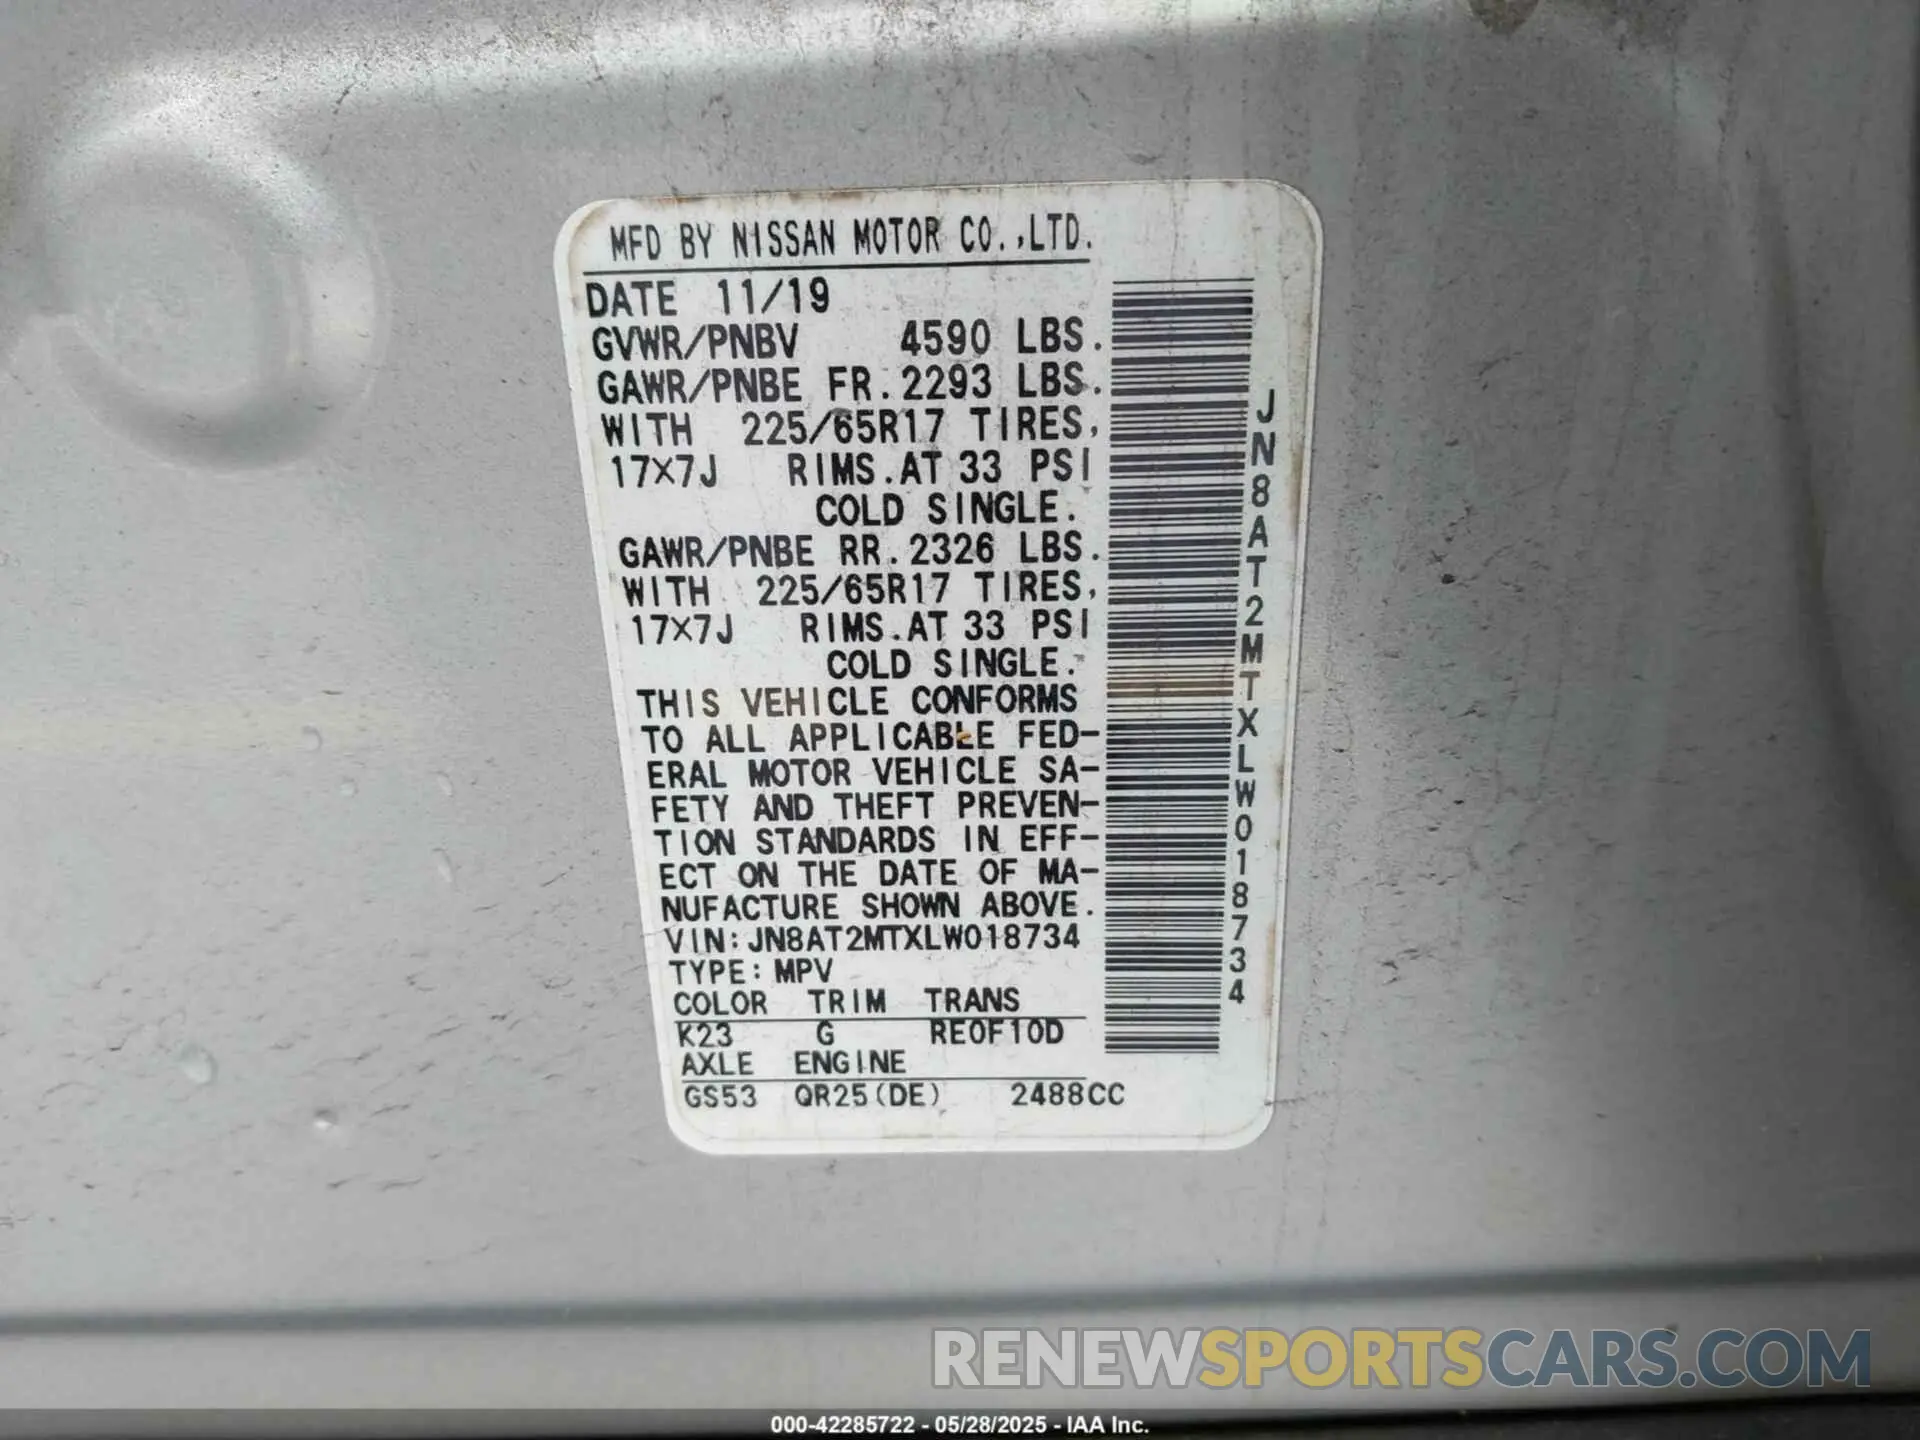 MFD BY NISSAN MOTOR CO.,LTD.
DATE 11/19
GVWR/PNBV 4590 LBS.
GAWR/PNBE FR. 2293 LBS.
WITH 225/65R17 TIRES,
17×7J RIMS. AT 33 PSI
COLD SINGLE.
GAWR/PNBE RR. 2326 LBS.
WITH 225/65R17 TIRES,
17×7J RIMS. AT 33 PSI
COLD SINGLE.
THIS VEHICLE CONFORMS
TO ALL APPLICABLE FED-
ERAL MOTOR VEHICLE SA-
FETY AND THEFT PREVEN-
TION STANDARDS IN EFF-
ECT ON THE DATE OF MA-
NUFACTURE SHOWN ABOVE.
VIN: JN8AT2MTXLW018734
TYPE: MPV
COLOR TRIM TRANS
K23 G RE0F10D
AXLE ENGINE
GS53 QR25(DE) 2488CC
JN8AT2MTXLW018734
RENEWSPORTSCARS.COM
000-42285722 - 05/28/2025 - IAA Inc.